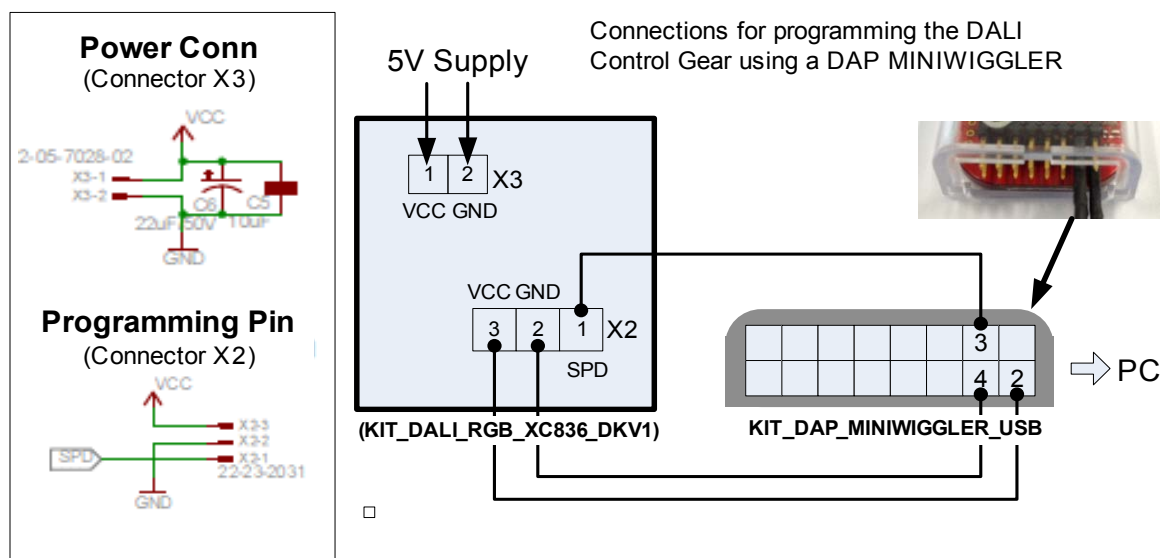 Power Conn
(Connector X3)
VCC
2-05-7028-02
X3-1
X3-2
C6
C5
22uF/50V
10uF
GND
Programming Pin
(Connector X2)
VCC
X2-3
X2-2
X2-1
SPD
22-23-2031
GND
5V Supply
1 2 X3
VCC GND
VCC GND
3 2 1 X2
SPD
(KIT_DALI_RGB_XC836_DKV1)
Connections for programming the DALI
Control Gear using a DAP MINIWIGGLER
3
4 2
PC
KIT_DAP_MINIWIGGLER_USB